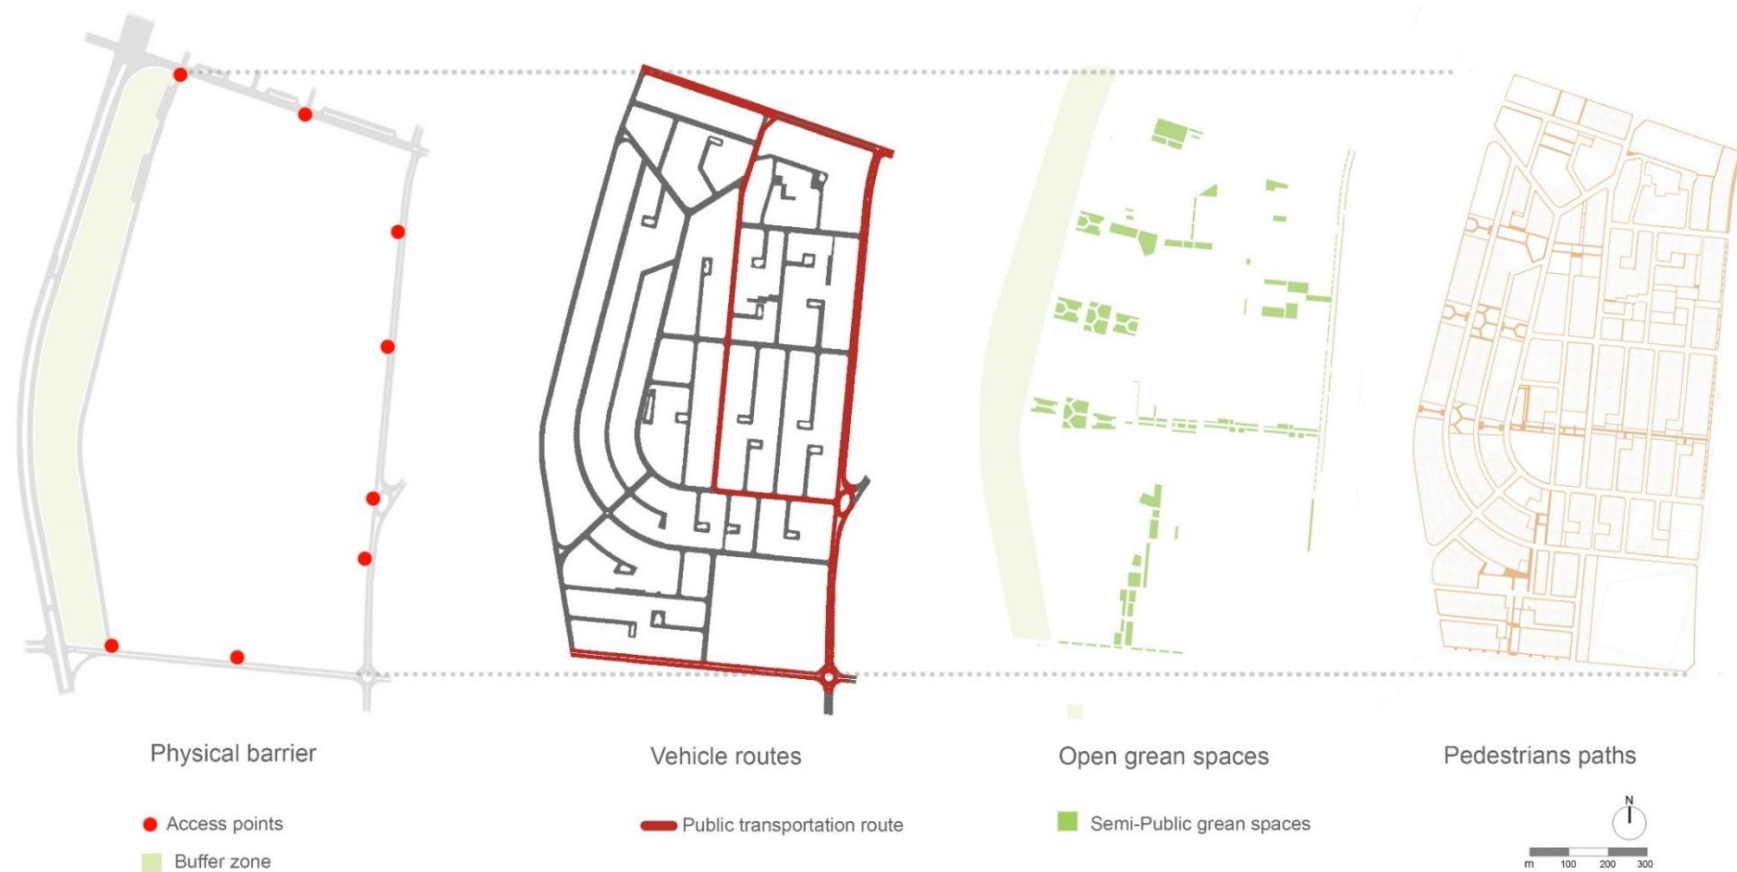 Physical barrier
Vehicle routes
Open grean spaces
Pedestrians paths
Access points
Buffer zone
Public transportation route
Semi-Public grean spaces
N
m 100 200 300